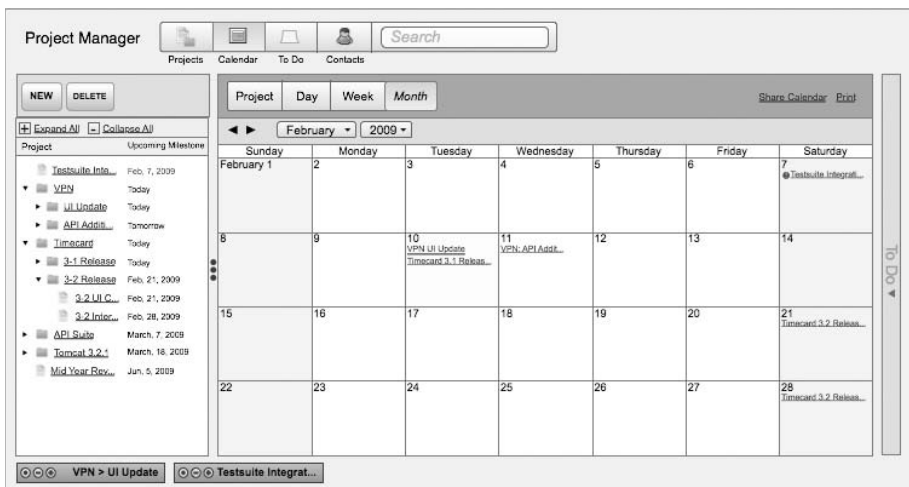 Project Manager
Search
Projects Calendar To Do Contacts
NEW DELETE
Project Day Week Month
Share Calendar Print
Expand All Collapse All
February 2009
Project Upcoming Milestone
Sunday Monday Tuesday Wednesday Thursday Friday Saturday
Testsuite Inte... Feb, 7, 2009
VPN Today
UI Update Today
API Additi... Tomorrow
Timecard Today
3-1 Release Today
3-2 Release Feb, 21, 2009
3-2 UI C... Feb, 21, 2009
3-2 Inter... Feb, 28, 2009
API Suite March, 7, 2009
Tomcat 3.2.1 March, 18, 2009
Mid Year Rev... Jun, 5, 2009
February 1 2 3 4 5 6 7
Testsuite Integrati...
8 9 10 11 12 13 14
VPN UI Update VPN: API Addit...
Timecard 3.1 Releas...
15 16 17 18 19 20 21
Timecard 3.2 Releas...
22 23 24 25 26 27 28
Timecard 3.2 Releas...
To Do
VPN > UI Update Testsuite Integrat...